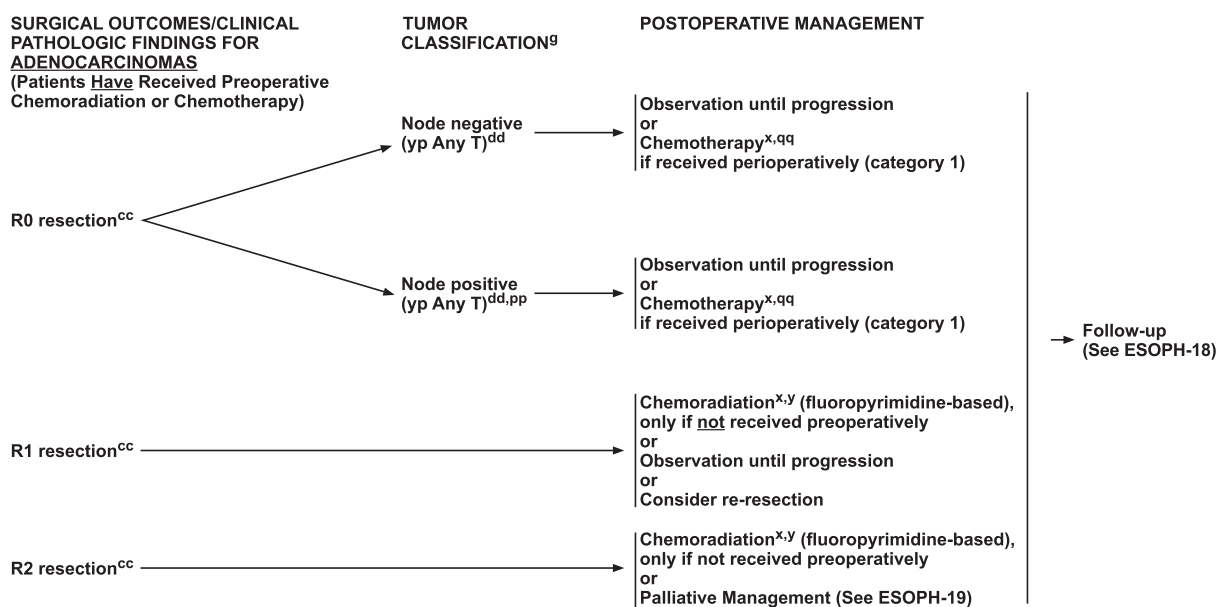 SURGICAL OUTCOMES/CLINICAL
PATHOLOGIC FINDINGS FOR
ADENOCARCINOMAS
(Patients Have Received Preoperative
Chemoradiation or Chemotherapy)
TUMOR
CLASSIFICATIONg
POSTOPERATIVE MANAGEMENT
R0 resectioncc
Node negative
(yp Any T)dd
Observation until progression
or
Chemotherapyx,qq
if received perioperatively (category 1)
Node positive
(yp Any T)dd,pp
Observation until progression
or
Chemotherapyx,qq
if received perioperatively (category 1)
R1 resectioncc
Chemoradiationx,y (fluoropyrimidine-based),
only if not received preoperatively
or
Observation until progression
or
Consider re-resection
R2 resectioncc
Chemoradiationx,y (fluoropyrimidine-based),
only if not received preoperatively
or
Palliative Management (See ESOPH-19)
Follow-up
(See ESOPH-18)